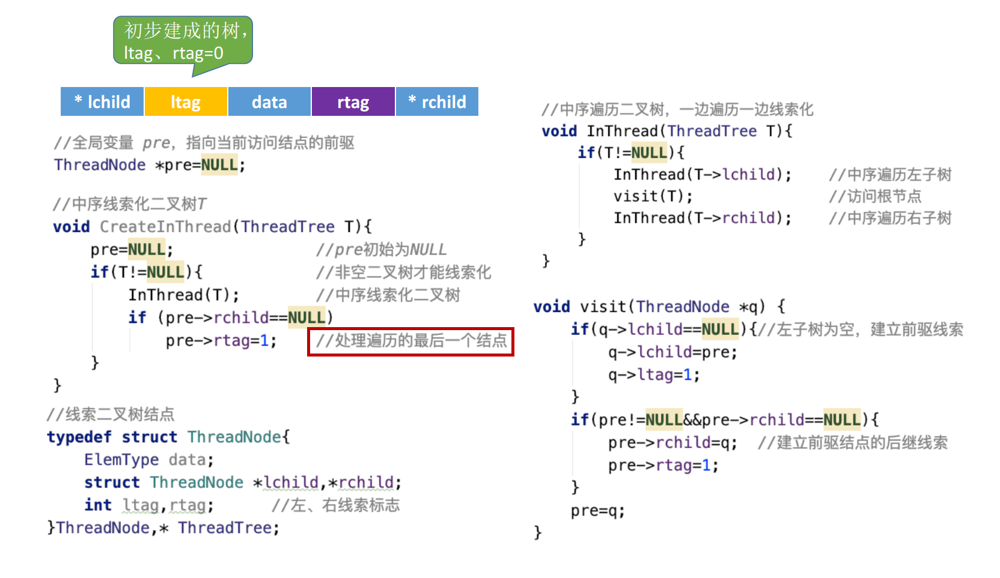 初步建成的树，
ltag、rtag=0
* lchild ltag data rtag * rchild
//全局变量 pre，指向当前访问结点的前驱
ThreadNode *pre=NULL;
//中序线索化二叉树T
void CreateInThread(ThreadTree T){
    pre=NULL;               //pre初始为NULL
    if(T!=NULL){            //非空二叉树才能线索化
        InThread(T);        //中序线索化二叉树
        if (pre->rchild==NULL)
            pre->rtag=1;    //处理遍历的最后一个结点
    }
}
//线索二叉树结点
typedef struct ThreadNode{
    ElemType data;
    struct ThreadNode *lchild,*rchild;
    int ltag,rtag;      //左、右线索标志
}ThreadNode,* ThreadTree;
//中序遍历二叉树，一边遍历一边线索化
void InThread(ThreadTree T){
    if(T!=NULL){
        InThread(T->lchild);    //中序遍历左子树
        visit(T);               //访问根节点
        InThread(T->rchild);    //中序遍历右子树
    }
}
void visit(ThreadNode *q) {
    if(q->lchild==NULL){//左子树为空，建立前驱线索
        q->lchild=pre;
        q->ltag=1;
    }
    if(pre!=NULL&&pre->rchild==NULL){
        pre->rchild=q;  //建立前驱结点的后继线索
        pre->rtag=1;
    }
    pre=q;
}